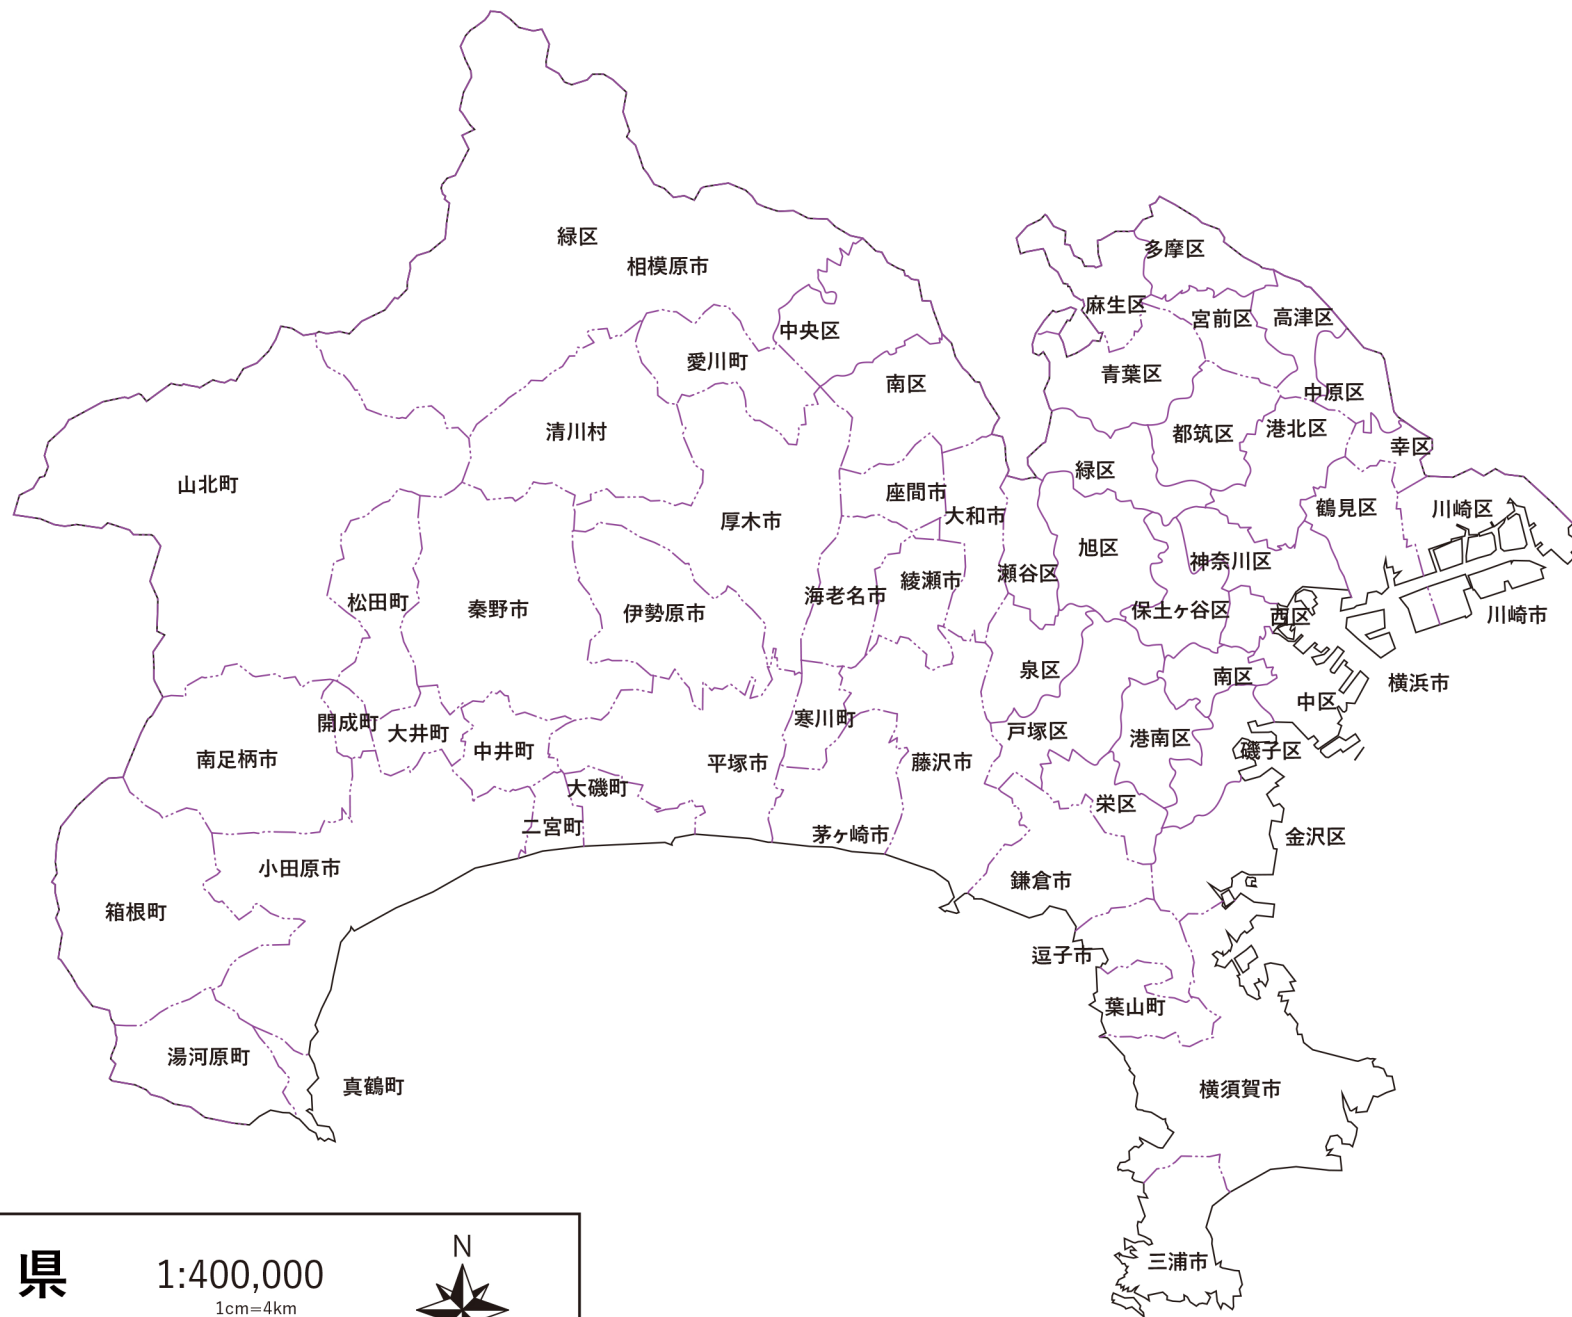 緑区
相模原市
多摩区
麻生区
宮前区
高津区
中央区
愛川町
青葉区
南区
中原区
清川村
都筑区
港北区
幸区
緑区
山北町
座間市
鶴見区
川崎区
大和市
厚木市
旭区
神奈川区
瀬谷区
綾瀬市
海老名市
松田町
秦野市
伊勢原市
保土ヶ谷区
西区
川崎市
泉区
南区
横浜市
中区
寒川町
開成町
大井町
戸塚区
港南区
中井町
磯子区
南足柄市
平塚市
藤沢市
大磯町
栄区
二宮町
茅ヶ崎市
金沢区
小田原市
鎌倉市
箱根町
逗子市
葉山町
湯河原町
真鶴町
横須賀市
三浦市
県
1:400,000
1cm=4km
N